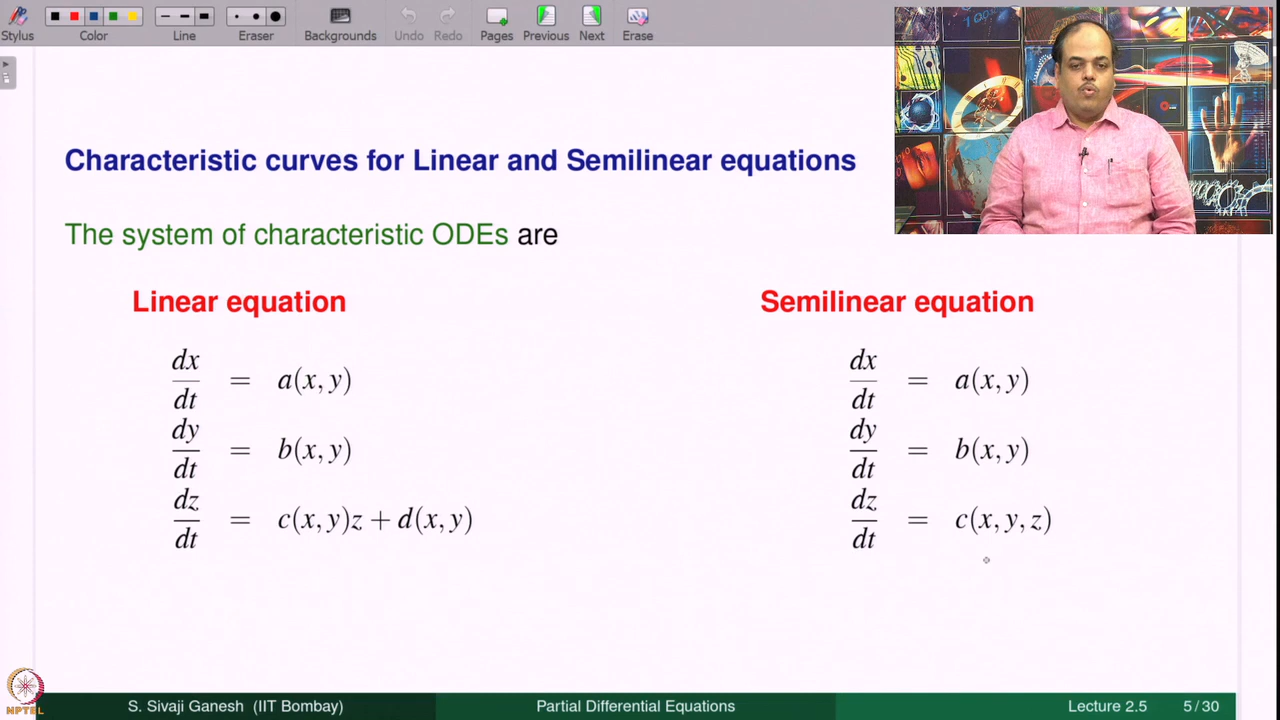 Stylus Color Line Eraser Backgrounds Undo Redo Pages Previous Next Erase
Characteristic curves for Linear and Semilinear equations
The system of characteristic ODEs are
Linear equation
dx/dt = a(x, y)
dy/dt = b(x, y)
dz/dt = c(x, y)z + d(x, y)
Semilinear equation
dx/dt = a(x, y)
dy/dt = b(x, y)
dz/dt = c(x, y, z)
NPTEL
S. Sivaji Ganesh (IIT Bombay) Partial Differential Equations Lecture 2.5 5 / 30